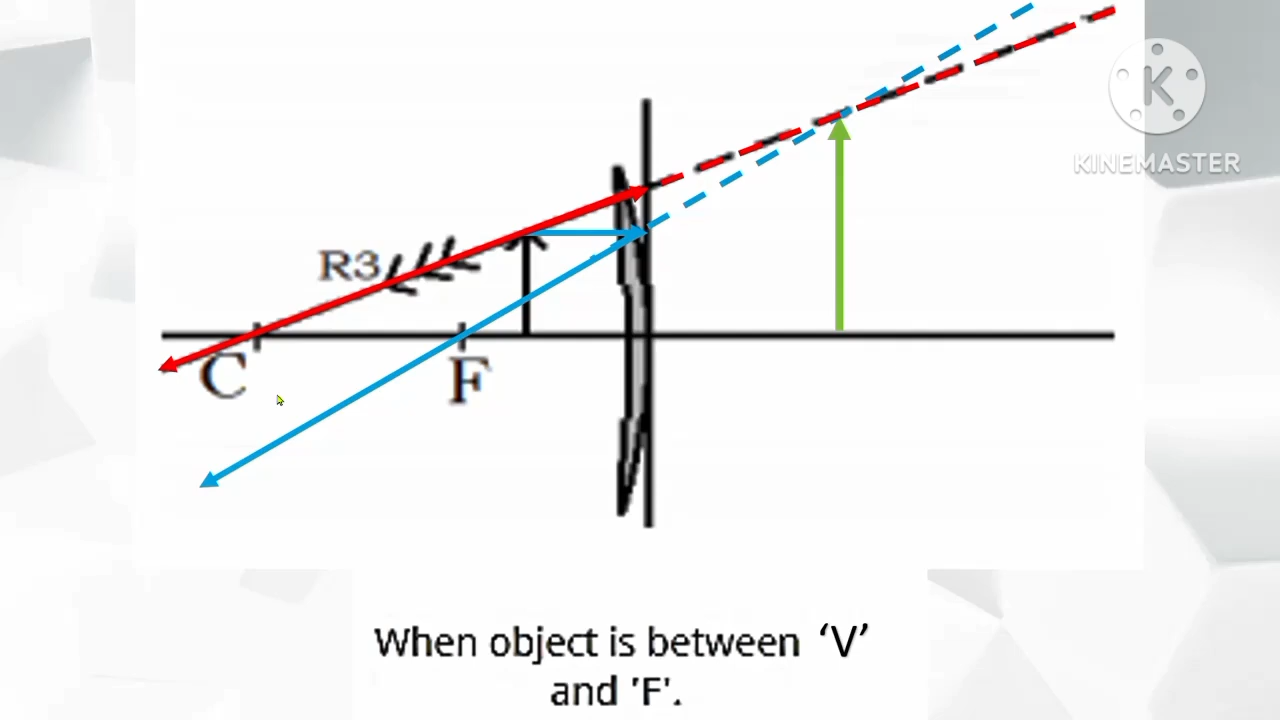 K
KINEMASTER
R3
C
F
When object is between ‘V’
and 'F'.